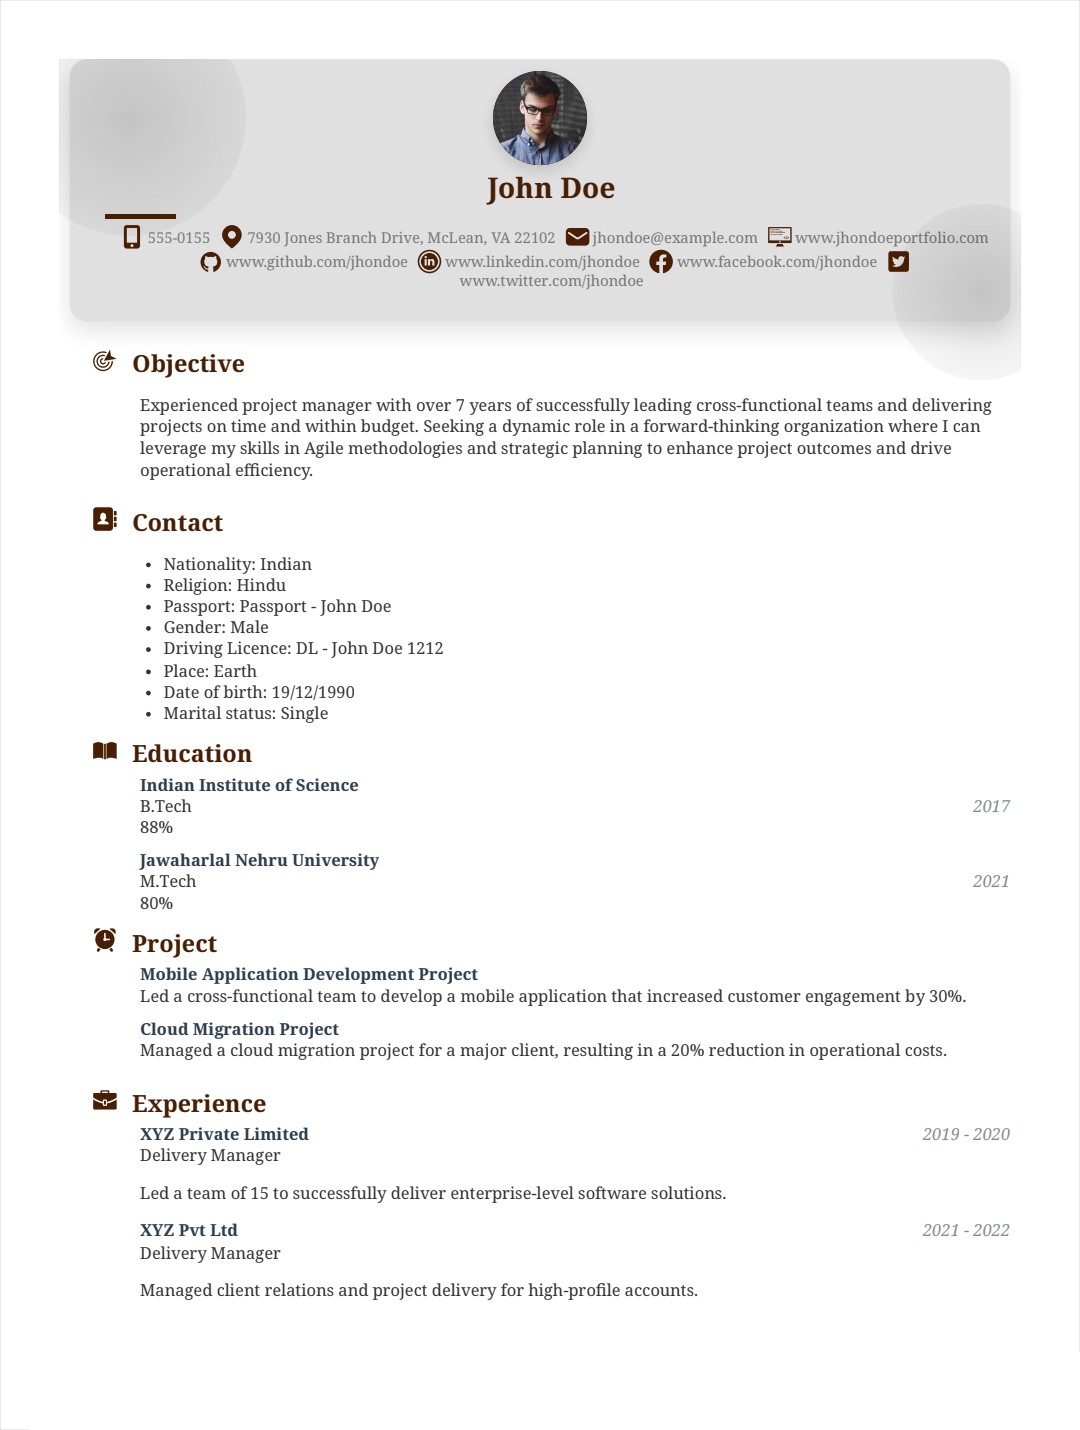 John Doe
555-0155 7930 Jones Branch Drive, McLean, VA 22102 jhondoe@example.com www.jhondoeportfolio.com
www.github.com/jhondoe www.linkedin.com/jhondoe www.facebook.com/jhondoe
www.twitter.com/jhondoe
Objective
Experienced project manager with over 7 years of successfully leading cross-functional teams and delivering
projects on time and within budget. Seeking a dynamic role in a forward-thinking organization where I can
leverage my skills in Agile methodologies and strategic planning to enhance project outcomes and drive
operational efficiency.
Contact
• Nationality: Indian
• Religion: Hindu
• Passport: Passport - John Doe
• Gender: Male
• Driving Licence: DL - John Doe 1212
• Place: Earth
• Date of birth: 19/12/1990
• Marital status: Single
Education
Indian Institute of Science
B.Tech 2017
88%
Jawaharlal Nehru University
M.Tech 2021
80%
Project
Mobile Application Development Project
Led a cross-functional team to develop a mobile application that increased customer engagement by 30%.
Cloud Migration Project
Managed a cloud migration project for a major client, resulting in a 20% reduction in operational costs.
Experience
XYZ Private Limited 2019 - 2020
Delivery Manager
Led a team of 15 to successfully deliver enterprise-level software solutions.
XYZ Pvt Ltd 2021 - 2022
Delivery Manager
Managed client relations and project delivery for high-profile accounts.